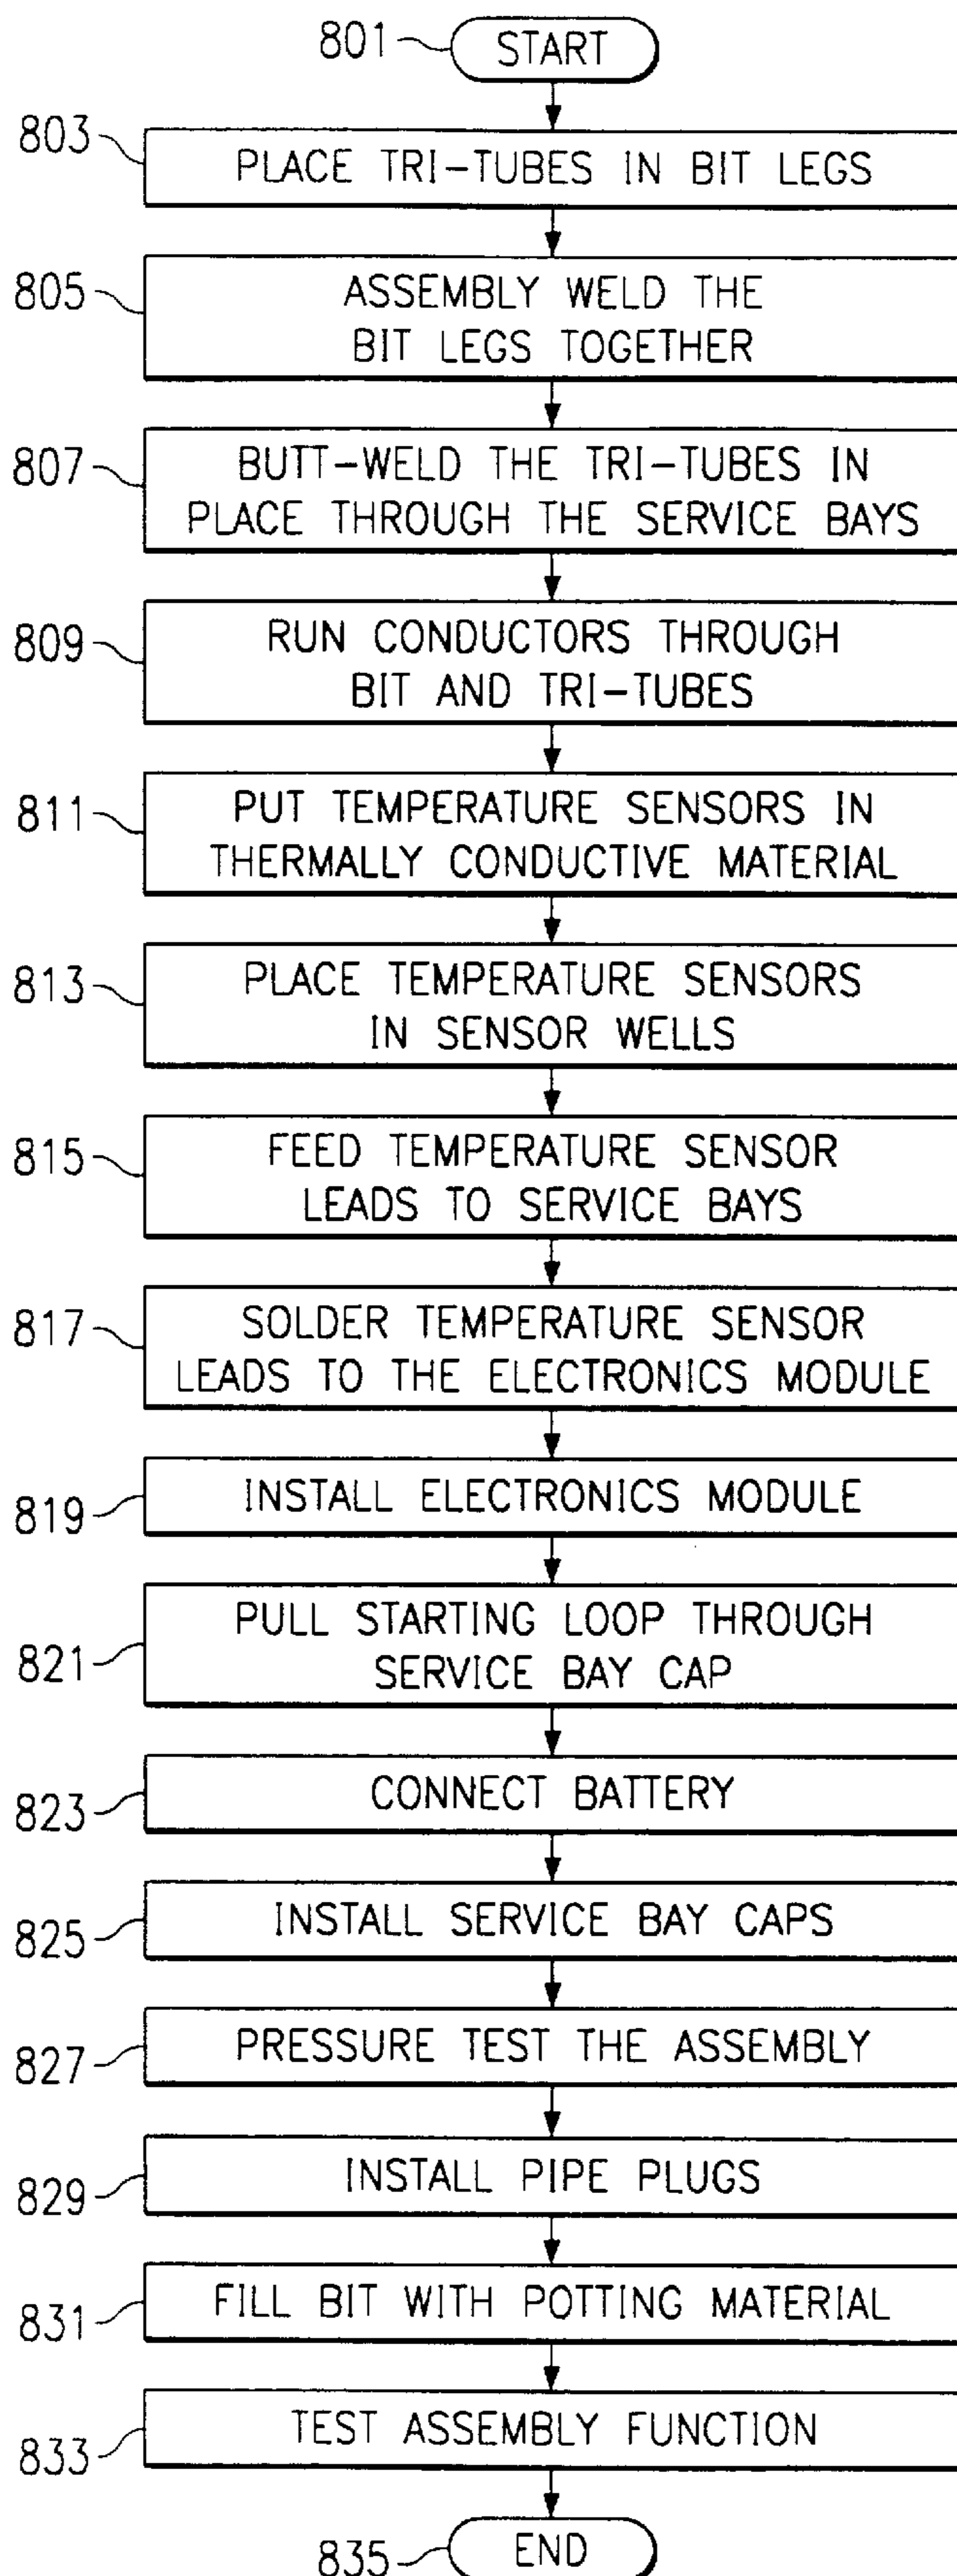 801 START
803 PLACE TRI-TUBES IN BIT LEGS
805 ASSEMBLY WELD THE
BIT LEGS TOGETHER
807 BUTT-WELD THE TRI-TUBES IN
PLACE THROUGH THE SERVICE BAYS
809 RUN CONDUCTORS THROUGH
BIT AND TRI-TUBES
811 PUT TEMPERATURE SENSORS IN
THERMALLY CONDUCTIVE MATERIAL
813 PLACE TEMPERATURE SENSORS
IN SENSOR WELLS
815 FEED TEMPERATURE SENSOR
LEADS TO SERVICE BAYS
817 SOLDER TEMPERATURE SENSOR
LEADS TO THE ELECTRONICS MODULE
819 INSTALL ELECTRONICS MODULE
821 PULL STARTING LOOP THROUGH
SERVICE BAY CAP
823 CONNECT BATTERY
825 INSTALL SERVICE BAY CAPS
827 PRESSURE TEST THE ASSEMBLY
829 INSTALL PIPE PLUGS
831 FILL BIT WITH POTTING MATERIAL
833 TEST ASSEMBLY FUNCTION
835 END